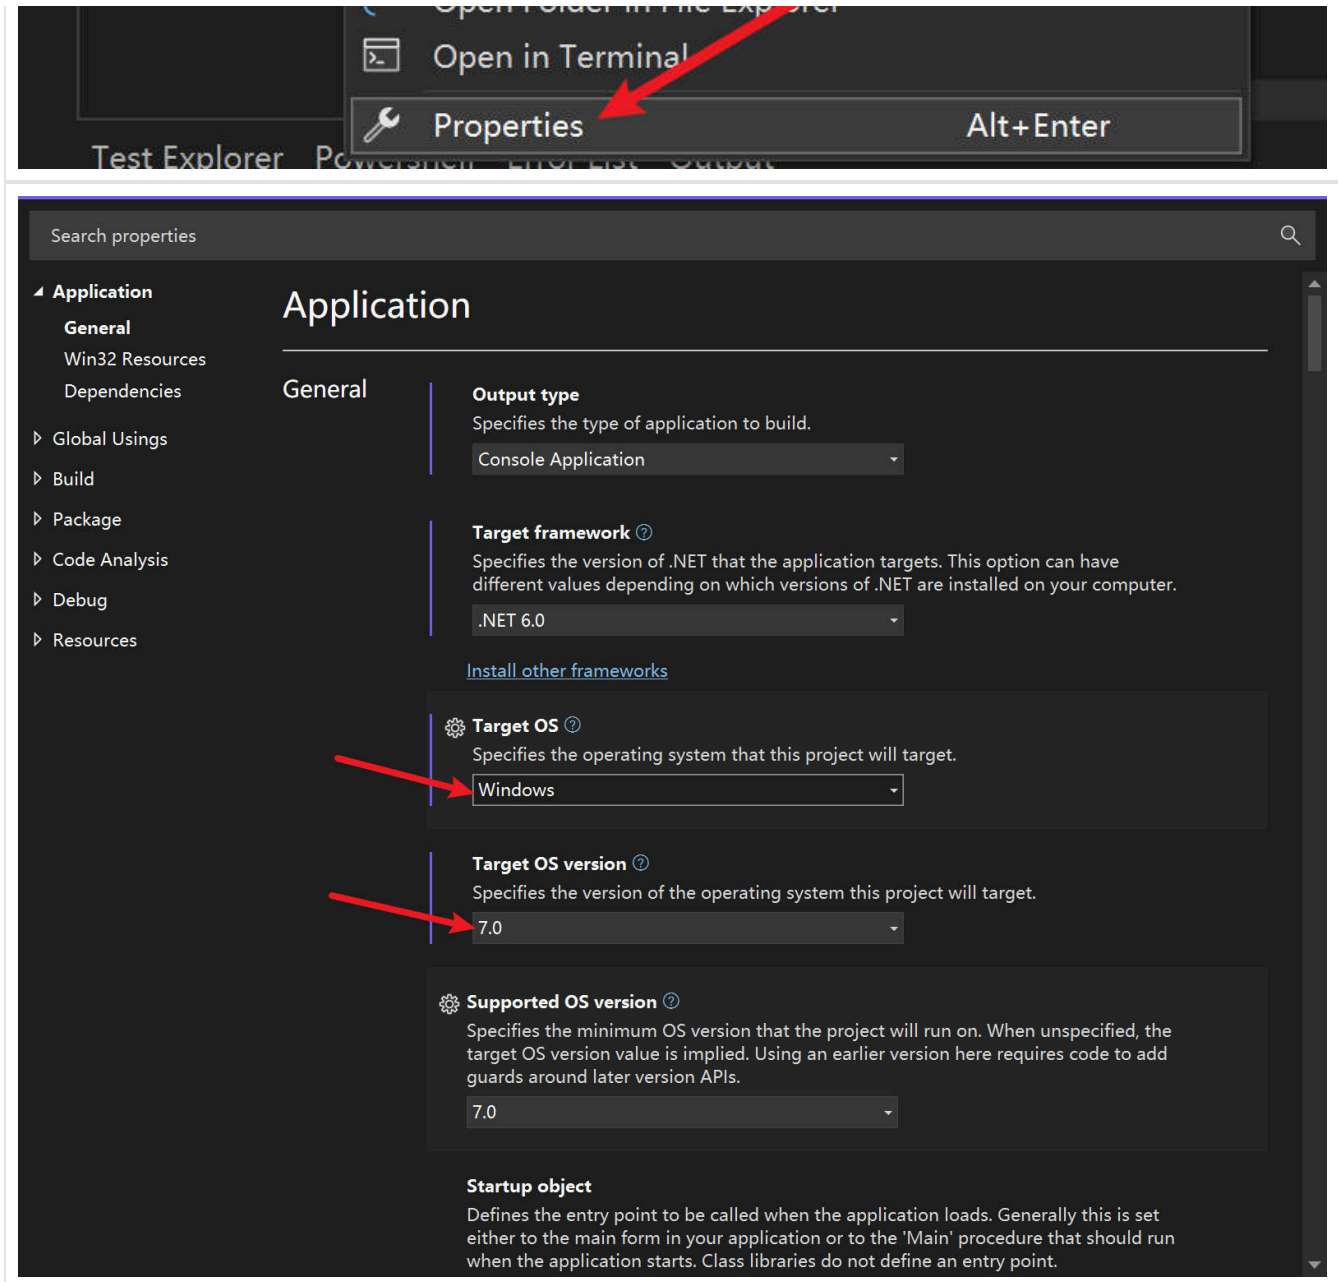 Open Folder in File Explorer
Open in Terminal
Properties Alt+Enter
Test Explorer Powershell Error List Output
Search properties
Application
General
Win32 Resources
Dependencies
Global Usings
Build
Package
Code Analysis
Debug
Resources
Application
General
Output type
Specifies the type of application to build.
Console Application
Target framework
Specifies the version of .NET that the application targets. This option can have
different values depending on which versions of .NET are installed on your computer.
.NET 6.0
Install other frameworks
Target OS
Specifies the operating system that this project will target.
Windows
Target OS version
Specifies the version of the operating system this project will target.
7.0
Supported OS version
Specifies the minimum OS version that the project will run on. When unspecified, the
target OS version value is implied. Using an earlier version here requires code to add
guards around later version APIs.
7.0
Startup object
Defines the entry point to be called when the application loads. Generally this is set
either to the main form in your application or to the 'Main' procedure that should run
when the application starts. Class libraries do not define an entry point.